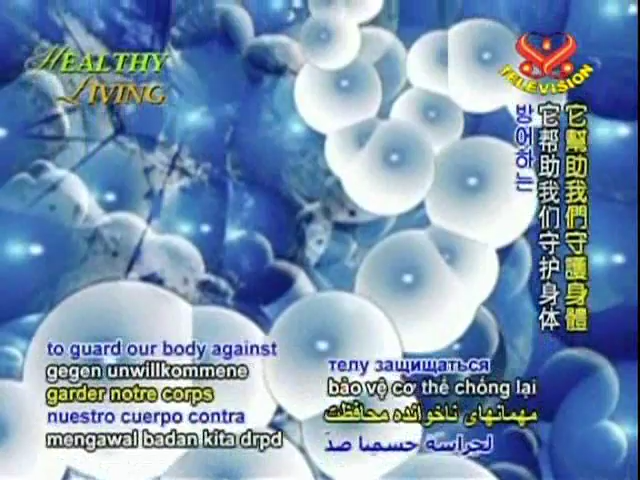 HEALTHY
LIVING
TELEVISION
它幫助我們守護身體
它帮助我们守护身体
방어하는
to guard our body against
gegen unwillkommene
garder notre corps
nuestro cuerpo contra
mengawal badan kita drpd
телу защищаться
bảo vệ cơ thể chống lại
مهمانهای ناخوانده محافظت
لحراسه جسمنا ضد